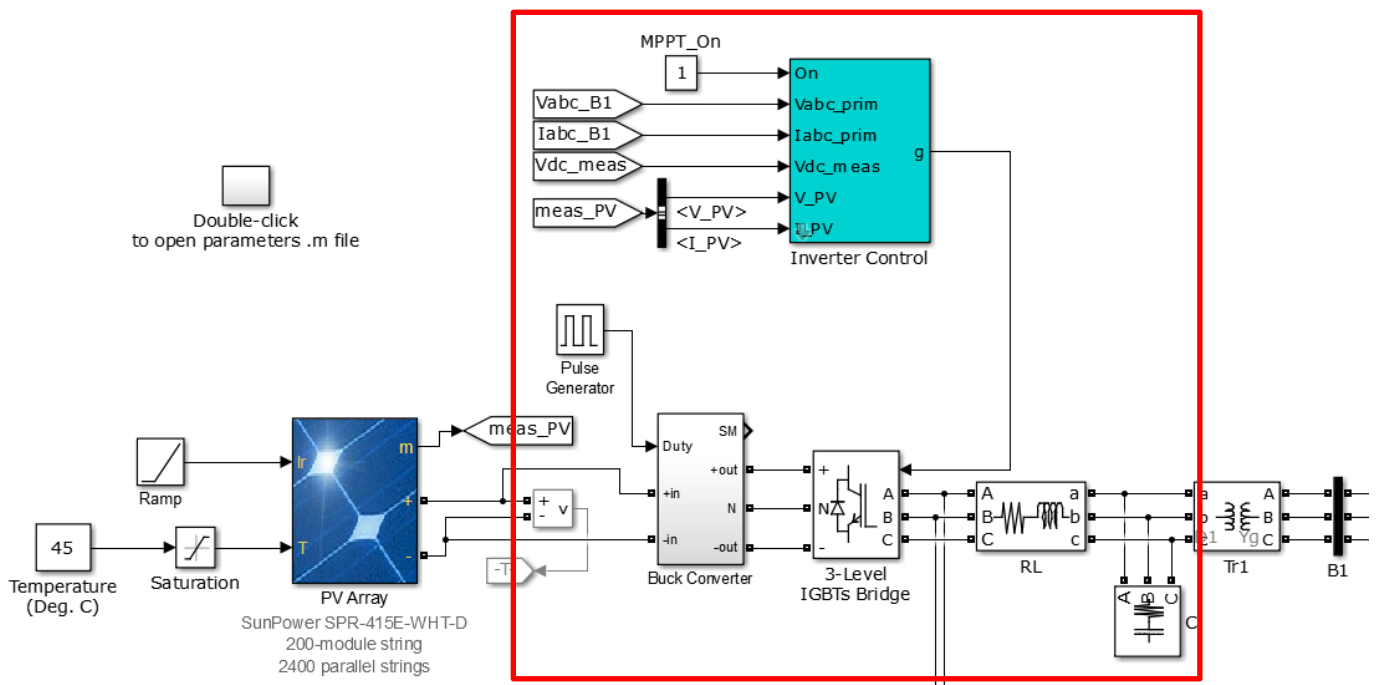 MPPT_On
1
On
Vabc_B1
Vabc_prim
Iabc_B1
Iabc_prim
g
Vdc_meas
Vdc_meas
V_PV
meas_PV
<V_PV>
I_PV
<I_PV>
Inverter Control
Double-click
to open parameters .m file
Pulse
Generator
meas_PV
m
SM
Duty
Ir
+out
+
+in
+
+
-
v
N
N
A
B
C
A
B
C
a
b
c
a
b
c
A
B
C
D1
Yg
Ramp
45
T
-
-in
-out
-
Saturation
Temperature
(Deg. C)
-T-
Buck Converter
3-Level
IGBTs Bridge
RL
Tr1
B1
A
B
C
C
PV Array
SunPower SPR-415E-WHT-D
200-module string
2400 parallel strings